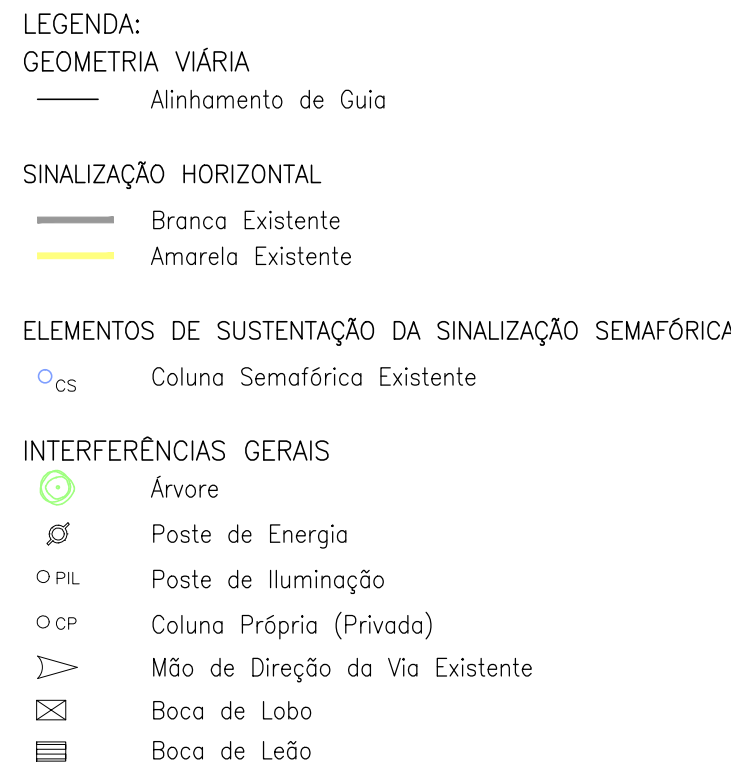 LEGENDA:
GEOMETRIA VIÁRIA
Alinhamento de Guia
SINALIZAÇÃO HORIZONTAL
Branca Existente
Amarela Existente
ELEMENTOS DE SUSTENTAÇÃO DA SINALIZAÇÃO SEMAFÓRICA
CS Coluna Semafórica Existente
INTERFERÊNCIAS GERAIS
Árvore
Poste de Energia
PIL Poste de Iluminação
CP Coluna Própria (Privada)
Mão de Direção da Via Existente
Boca de Lobo
Boca de Leão